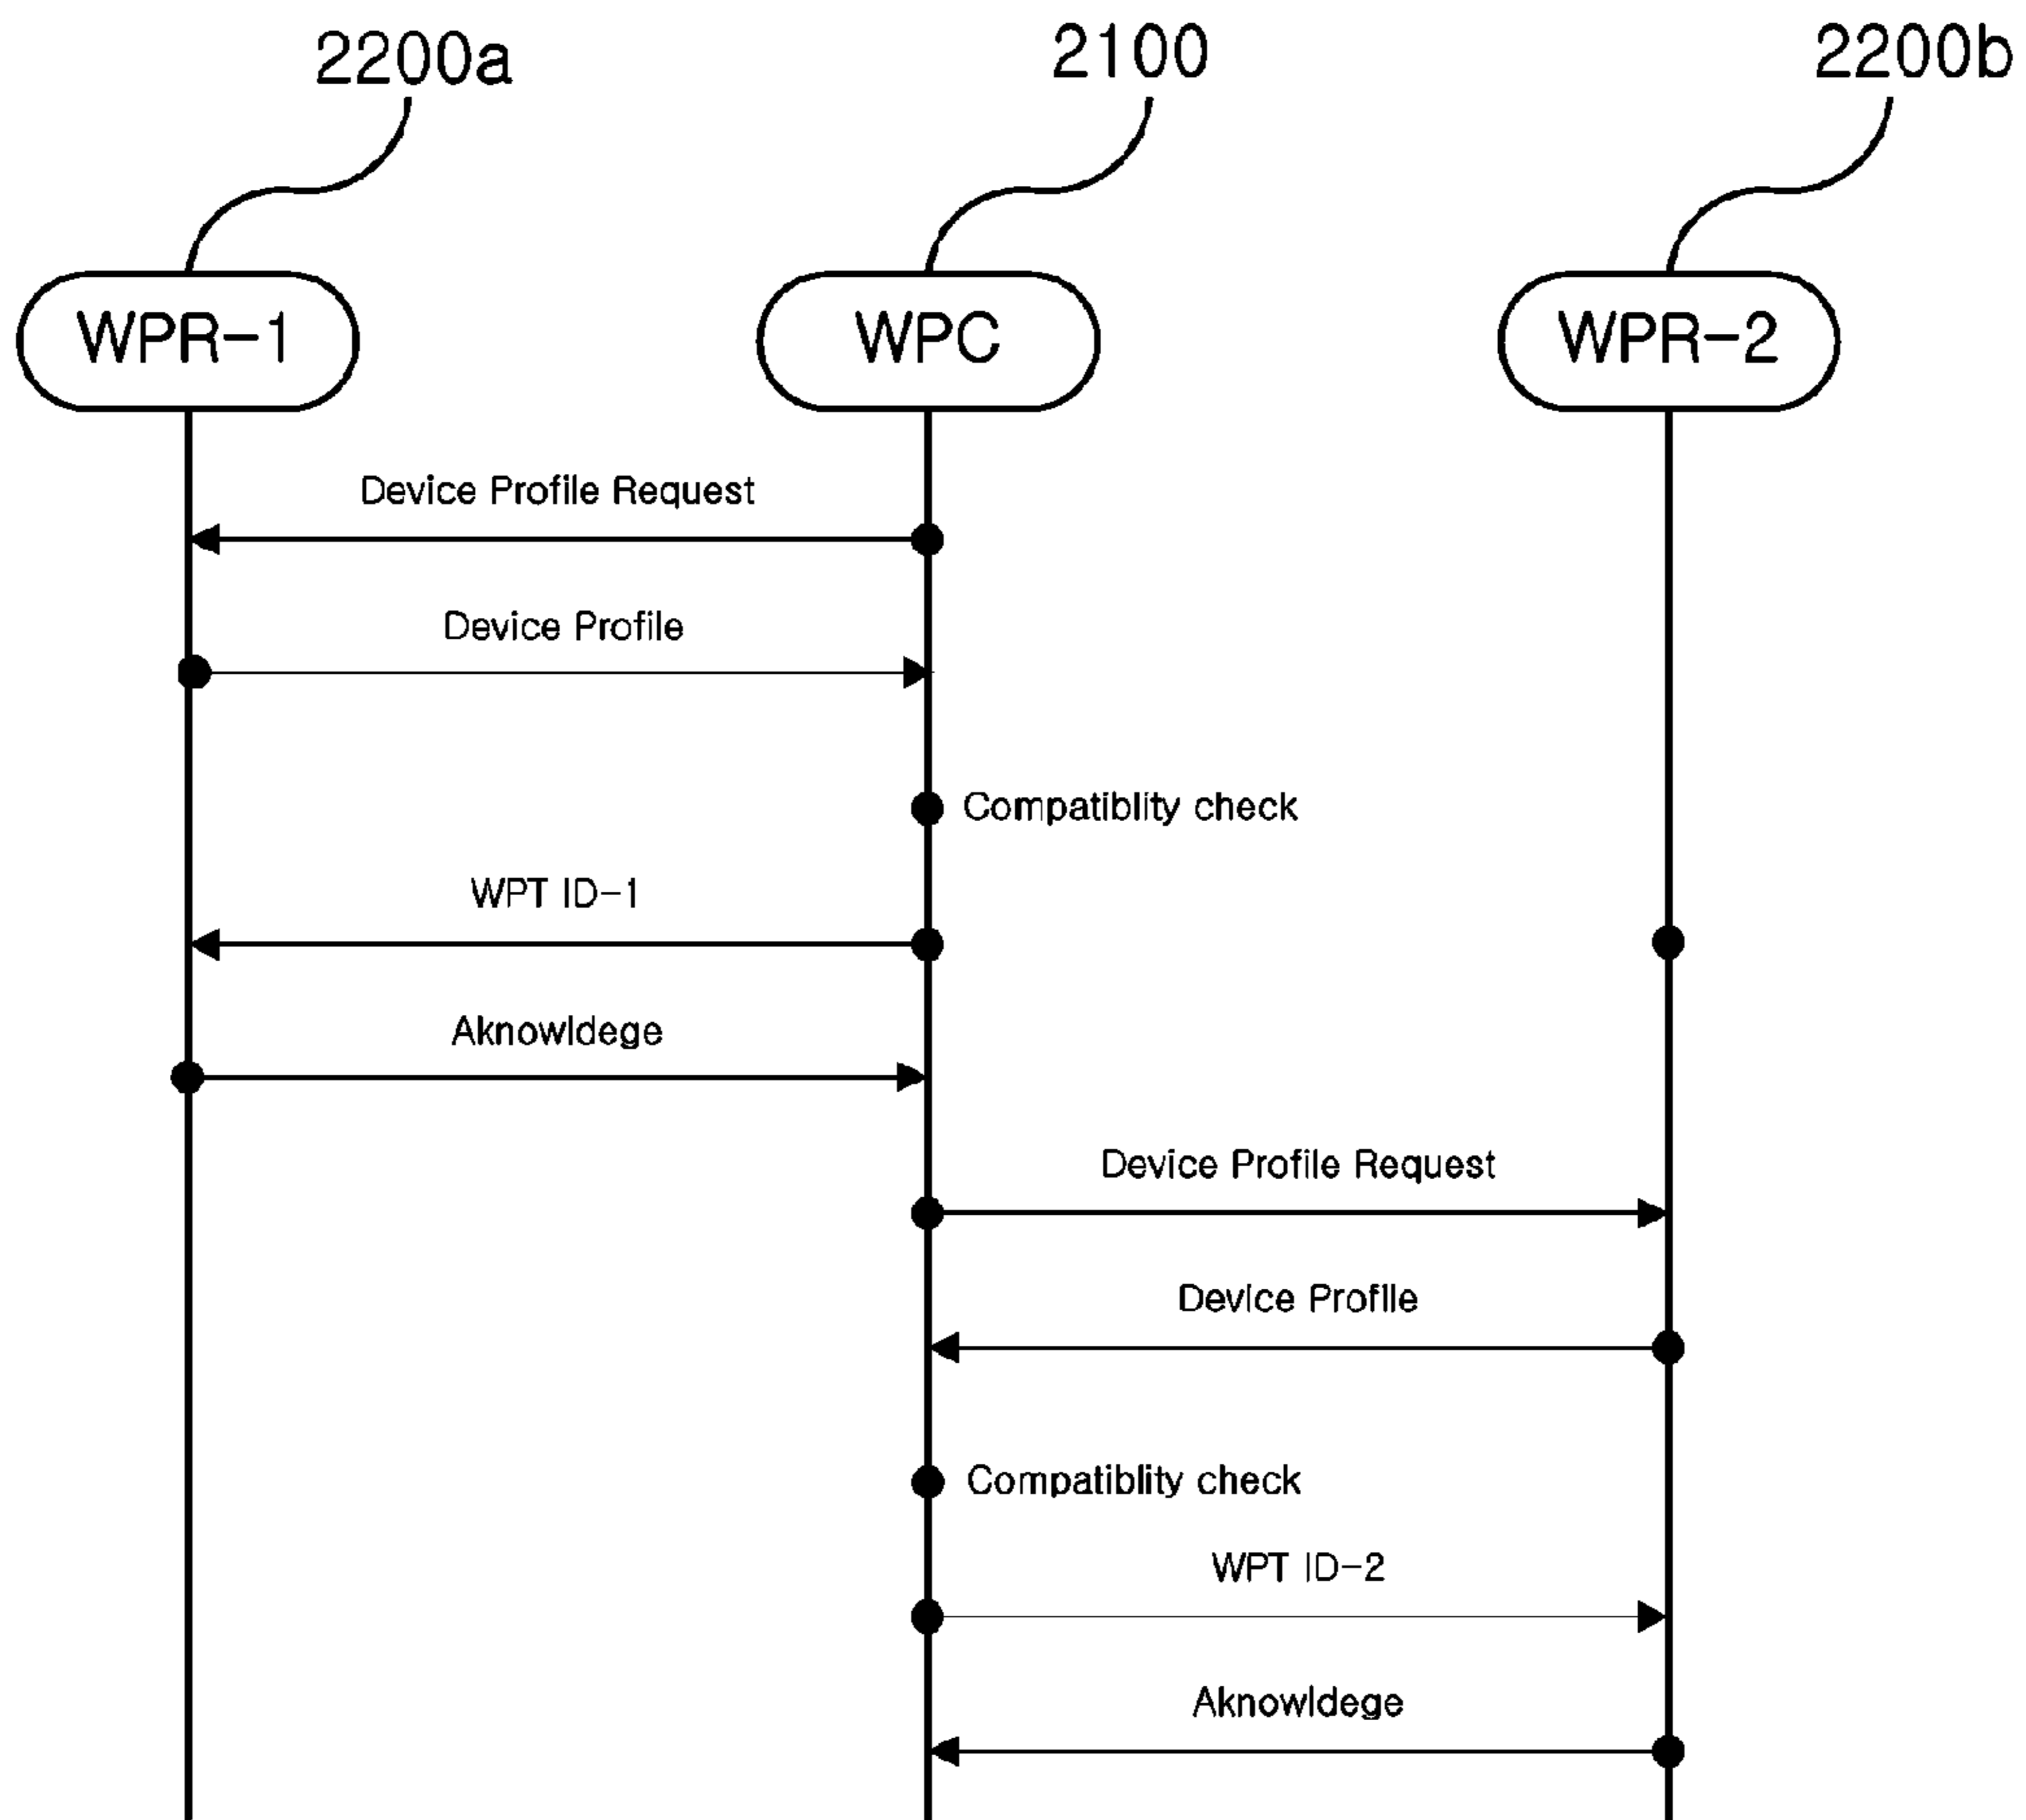 2200a 2100 2200b
WPR-1 WPC WPR-2
Device Profile Request
Device Profile
Compatiblity check
WPT ID-1
Aknowldege
Device Profile Request
Device Profile
Compatiblity check
WPT ID-2
Aknowldege